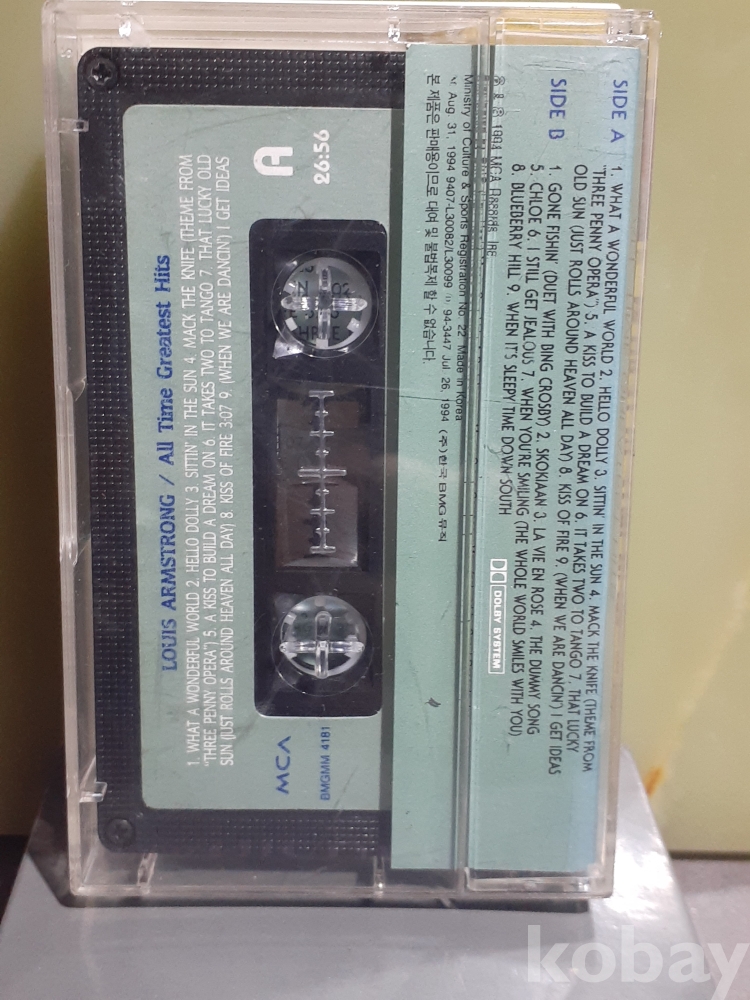 LOUIS ARMSTRONG / All Time Greatest Hits
1. WHAT A WONDERFUL WORLD 2. HELLO DOLLY 3. SITTIN' IN THE SUN 4. MACK THE KNIFE (THEME FROM
"THREE PENNY OPERA") 5. A KISS TO BUILD A DREAM ON 6. IT TAKES TWO TO TANGO 7. THAT LUCKY OLD
SUN (JUST ROLLS AROUND HEAVEN ALL DAY) 8. KISS OF FIRE 3:07 9. (WHEN WE ARE DANCIN') I GET IDEAS
A
26:56
MCA
BMGMM 4181
SIDE A
1. WHAT A WONDERFUL WORLD 2. HELLO DOLLY 3. SITTIN' IN THE SUN 4. MACK THE KNIFE (THEME FROM
"THREE PENNY OPERA") 5. A KISS TO BUILD A DREAM ON 6. IT TAKES TWO TO TANGO 7. THAT LUCKY
OLD SUN (JUST ROLLS AROUND HEAVEN ALL DAY) 8. KISS OF FIRE 9. (WHEN WE ARE DANCIN') I GET IDEAS
SIDE B
1. GONE FISHIN' (DUET WITH BING CROSBY) 2. SKOKIAAN 3. LA VIE EN ROSE 4. THE DUMMY SONG
5. CHLOE 6. I STILL GET JEALOUS 7. WHEN YOU'RE SMILING (THE WHOLE WORLD SMILES WITH YOU)
8. BLUEBERRY HILL 9. WHEN IT'S SLEEPY TIME DOWN SOUTH
DOLBY SYSTEM
1994 MCA
Ministry of Culture & Sports Registration No. 22 Made in Korea
Aug 31, 1994 9407-L30082/L30099 94-3447 Jul 26, 1994 (주)한국BMG뮤직
본 제품은 판매용이므로 대여 및 불법복제 할 수 없습니다.
kobay